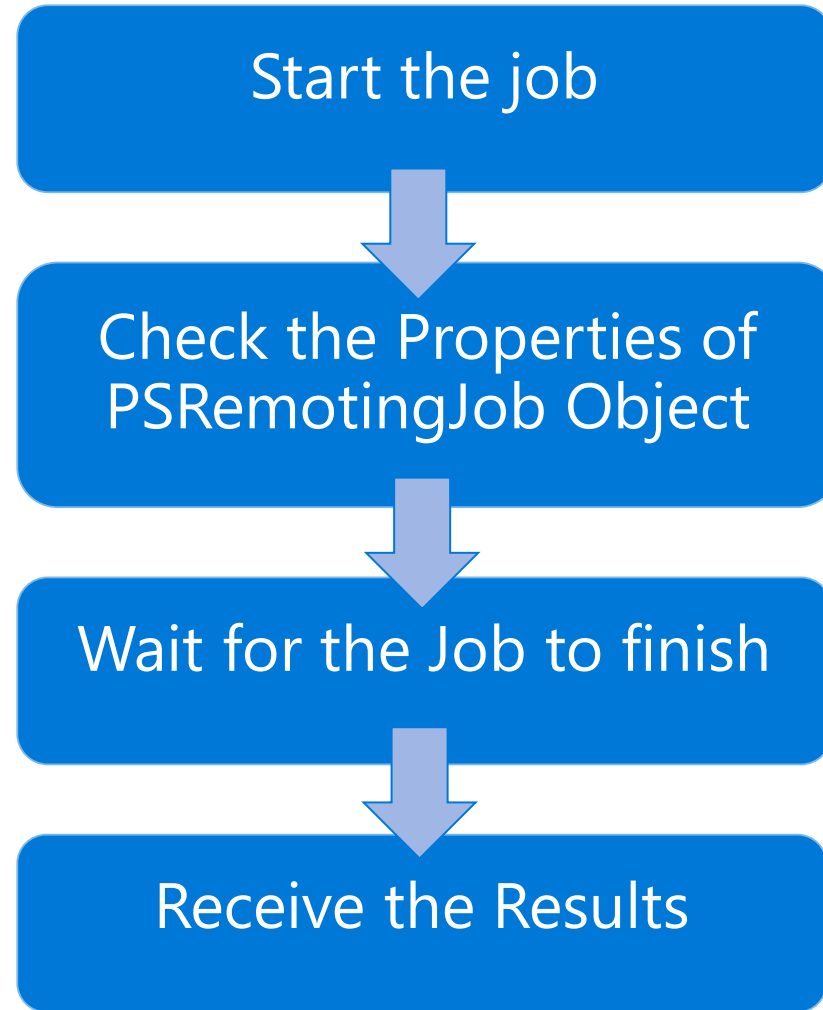 Start the job
Check the Properties of
PSRemotingJob Object
Wait for the Job to finish
Receive the Results